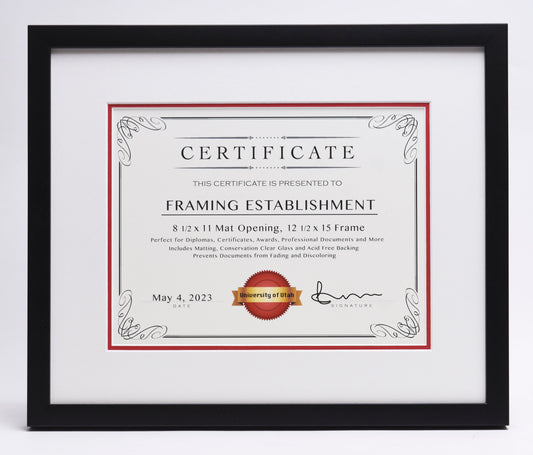 CERTIFICATE
THIS CERTIFICATE IS PRESENTED TO
FRAMING ESTABLISHMENT
8 1/2 x 11 Mat Opening, 12 1/2 x 15 Frame
Perfect for Diplomas, Certificates, Awards, Professional Documents and More
Includes Matting, Conservation Clear Glass and Acid Free Backing
Prevents Documents from Fading and Discoloring
University of Utah
May 4, 2023
DATE
SIGNATURE